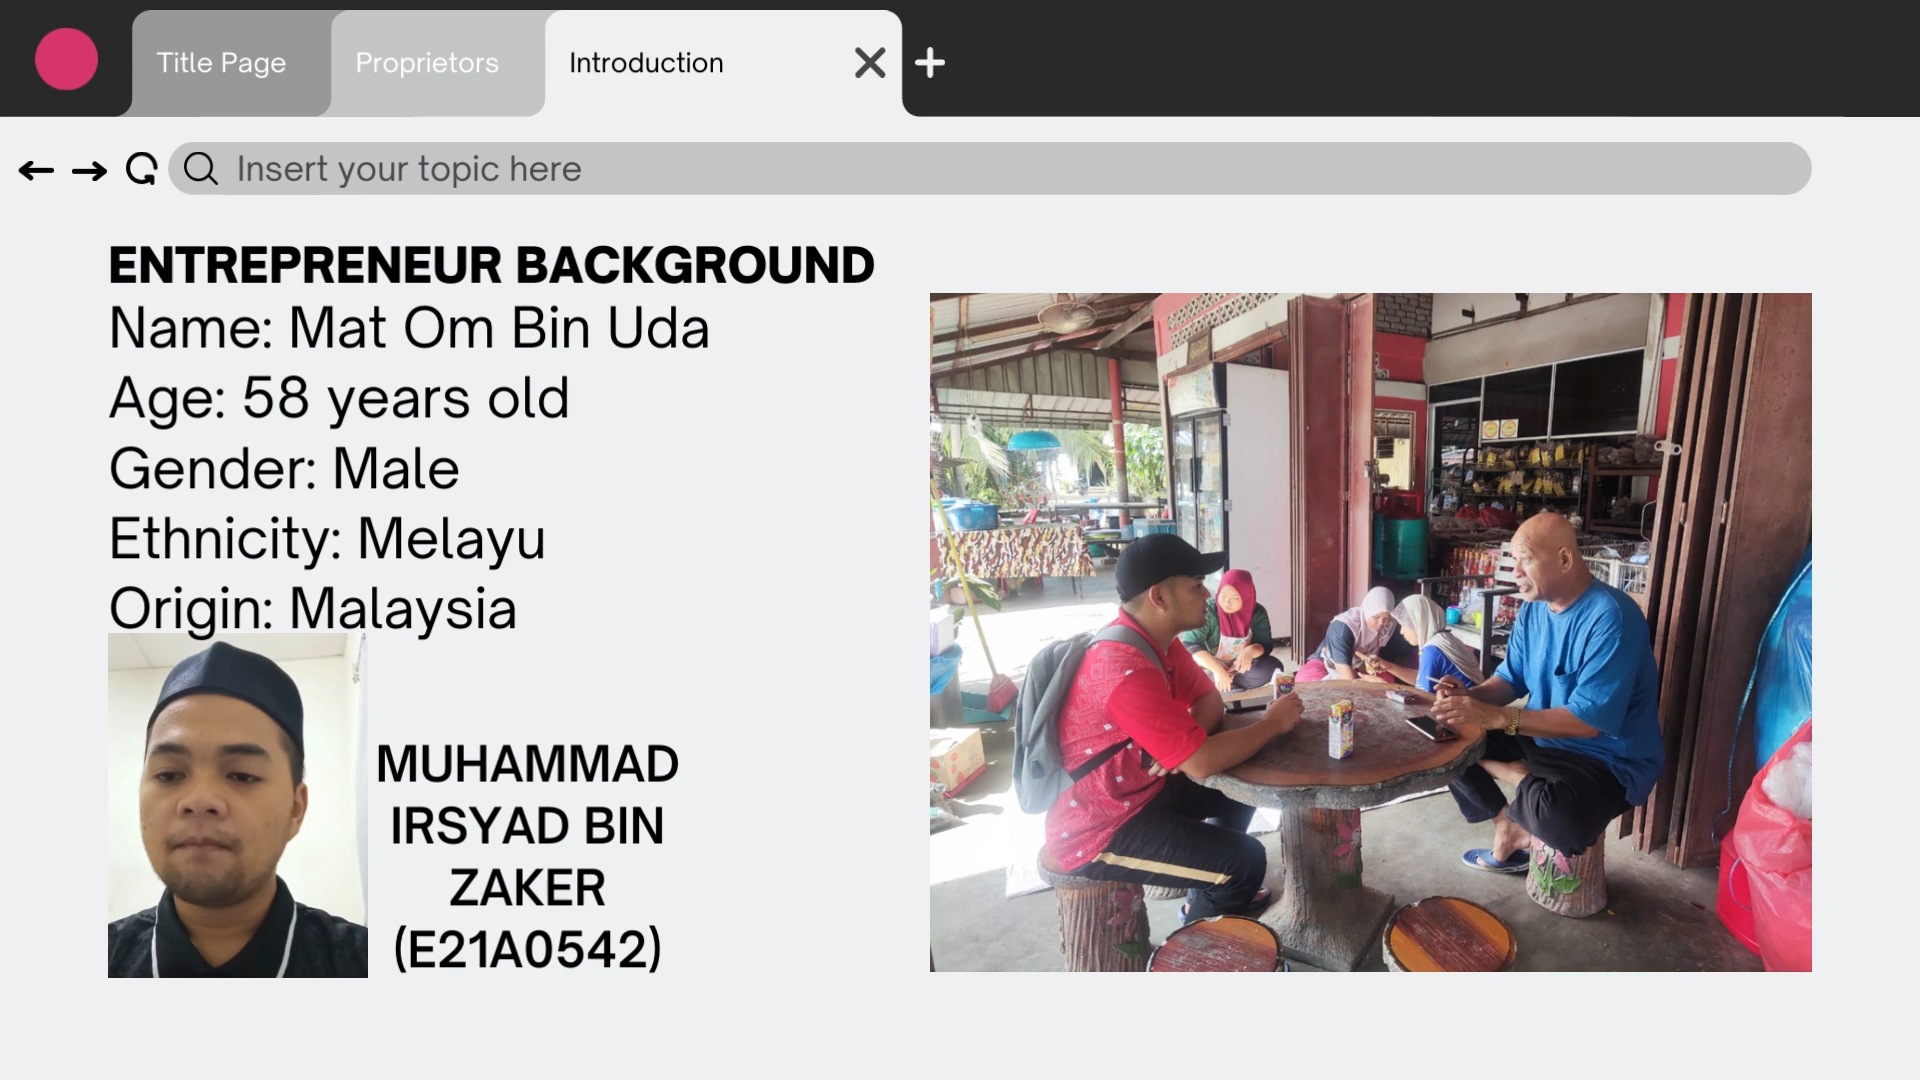 Title Page
Proprietors
Introduction
Insert your topic here
ENTREPRENEUR BACKGROUND
Name: Mat Om Bin Uda
Age: 58 years old
Gender: Male
Ethnicity: Melayu
Origin: Malaysia
MUHAMMAD
IRSYAD BIN
ZAKER
(E21A0542)